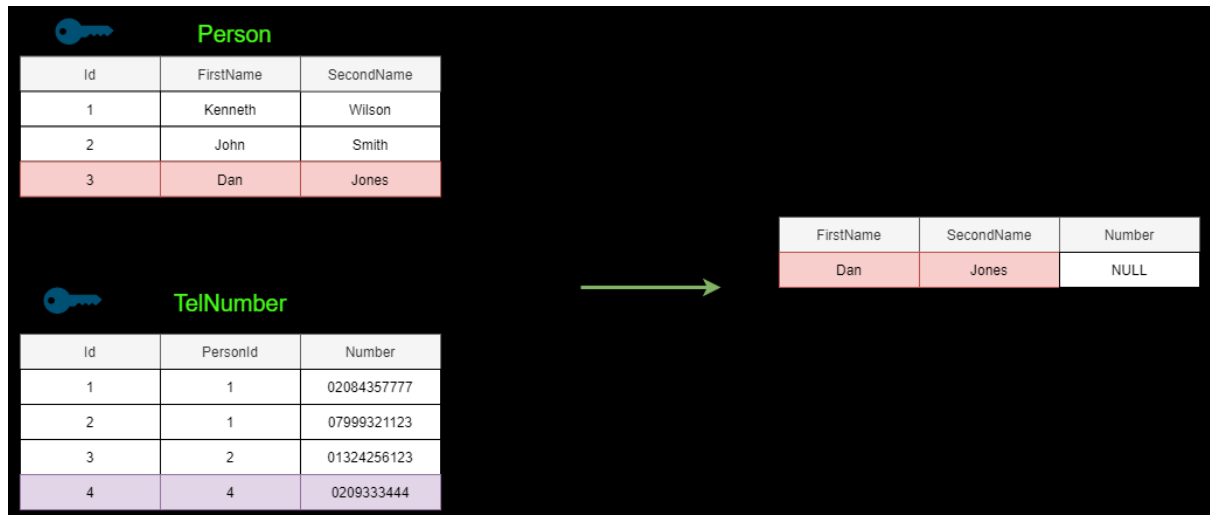 Person
Id FirstName SecondName
1 Kenneth Wilson
2 John Smith
3 Dan Jones
TelNumber
Id PersonId Number
1 1 02084357777
2 1 07999321123
3 2 01324256123
4 4 0209333444
FirstName SecondName Number
Dan Jones NULL